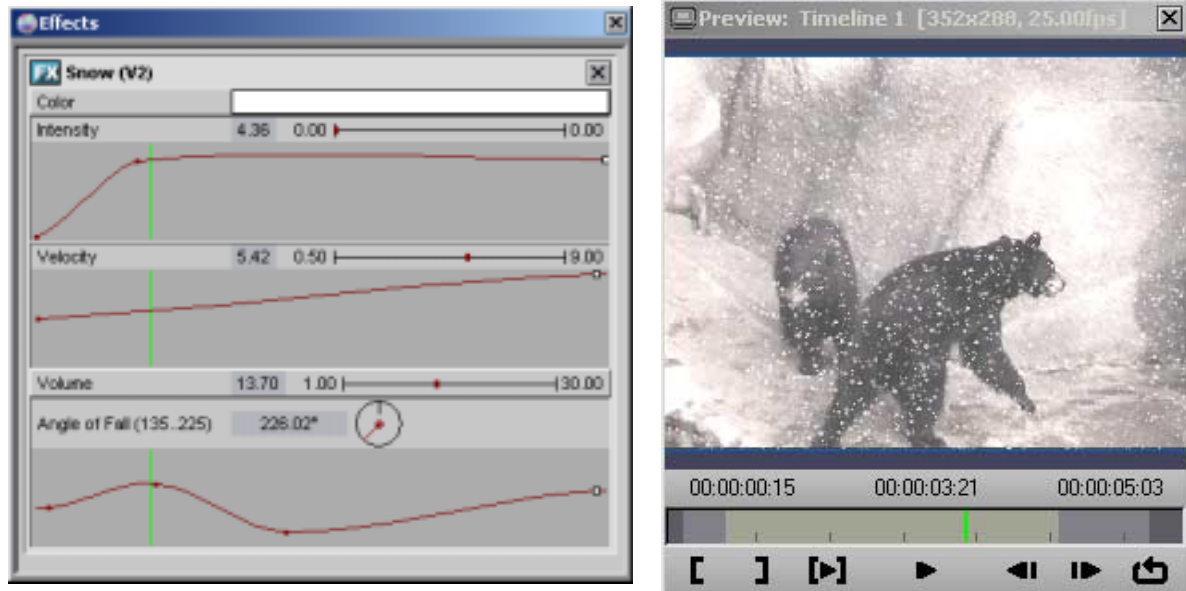 Effects
FX Snow (V2)
Color
Intensity 4.36 0.00 10.00
Velocity 5.42 0.50 9.00
Volume 13.70 1.00 30.00
Angle of Fall (135..225) 226.02°
Preview: Timeline 1 [352x288, 25.00fps]
00:00:00:15 00:00:03:21 00:00:05:03